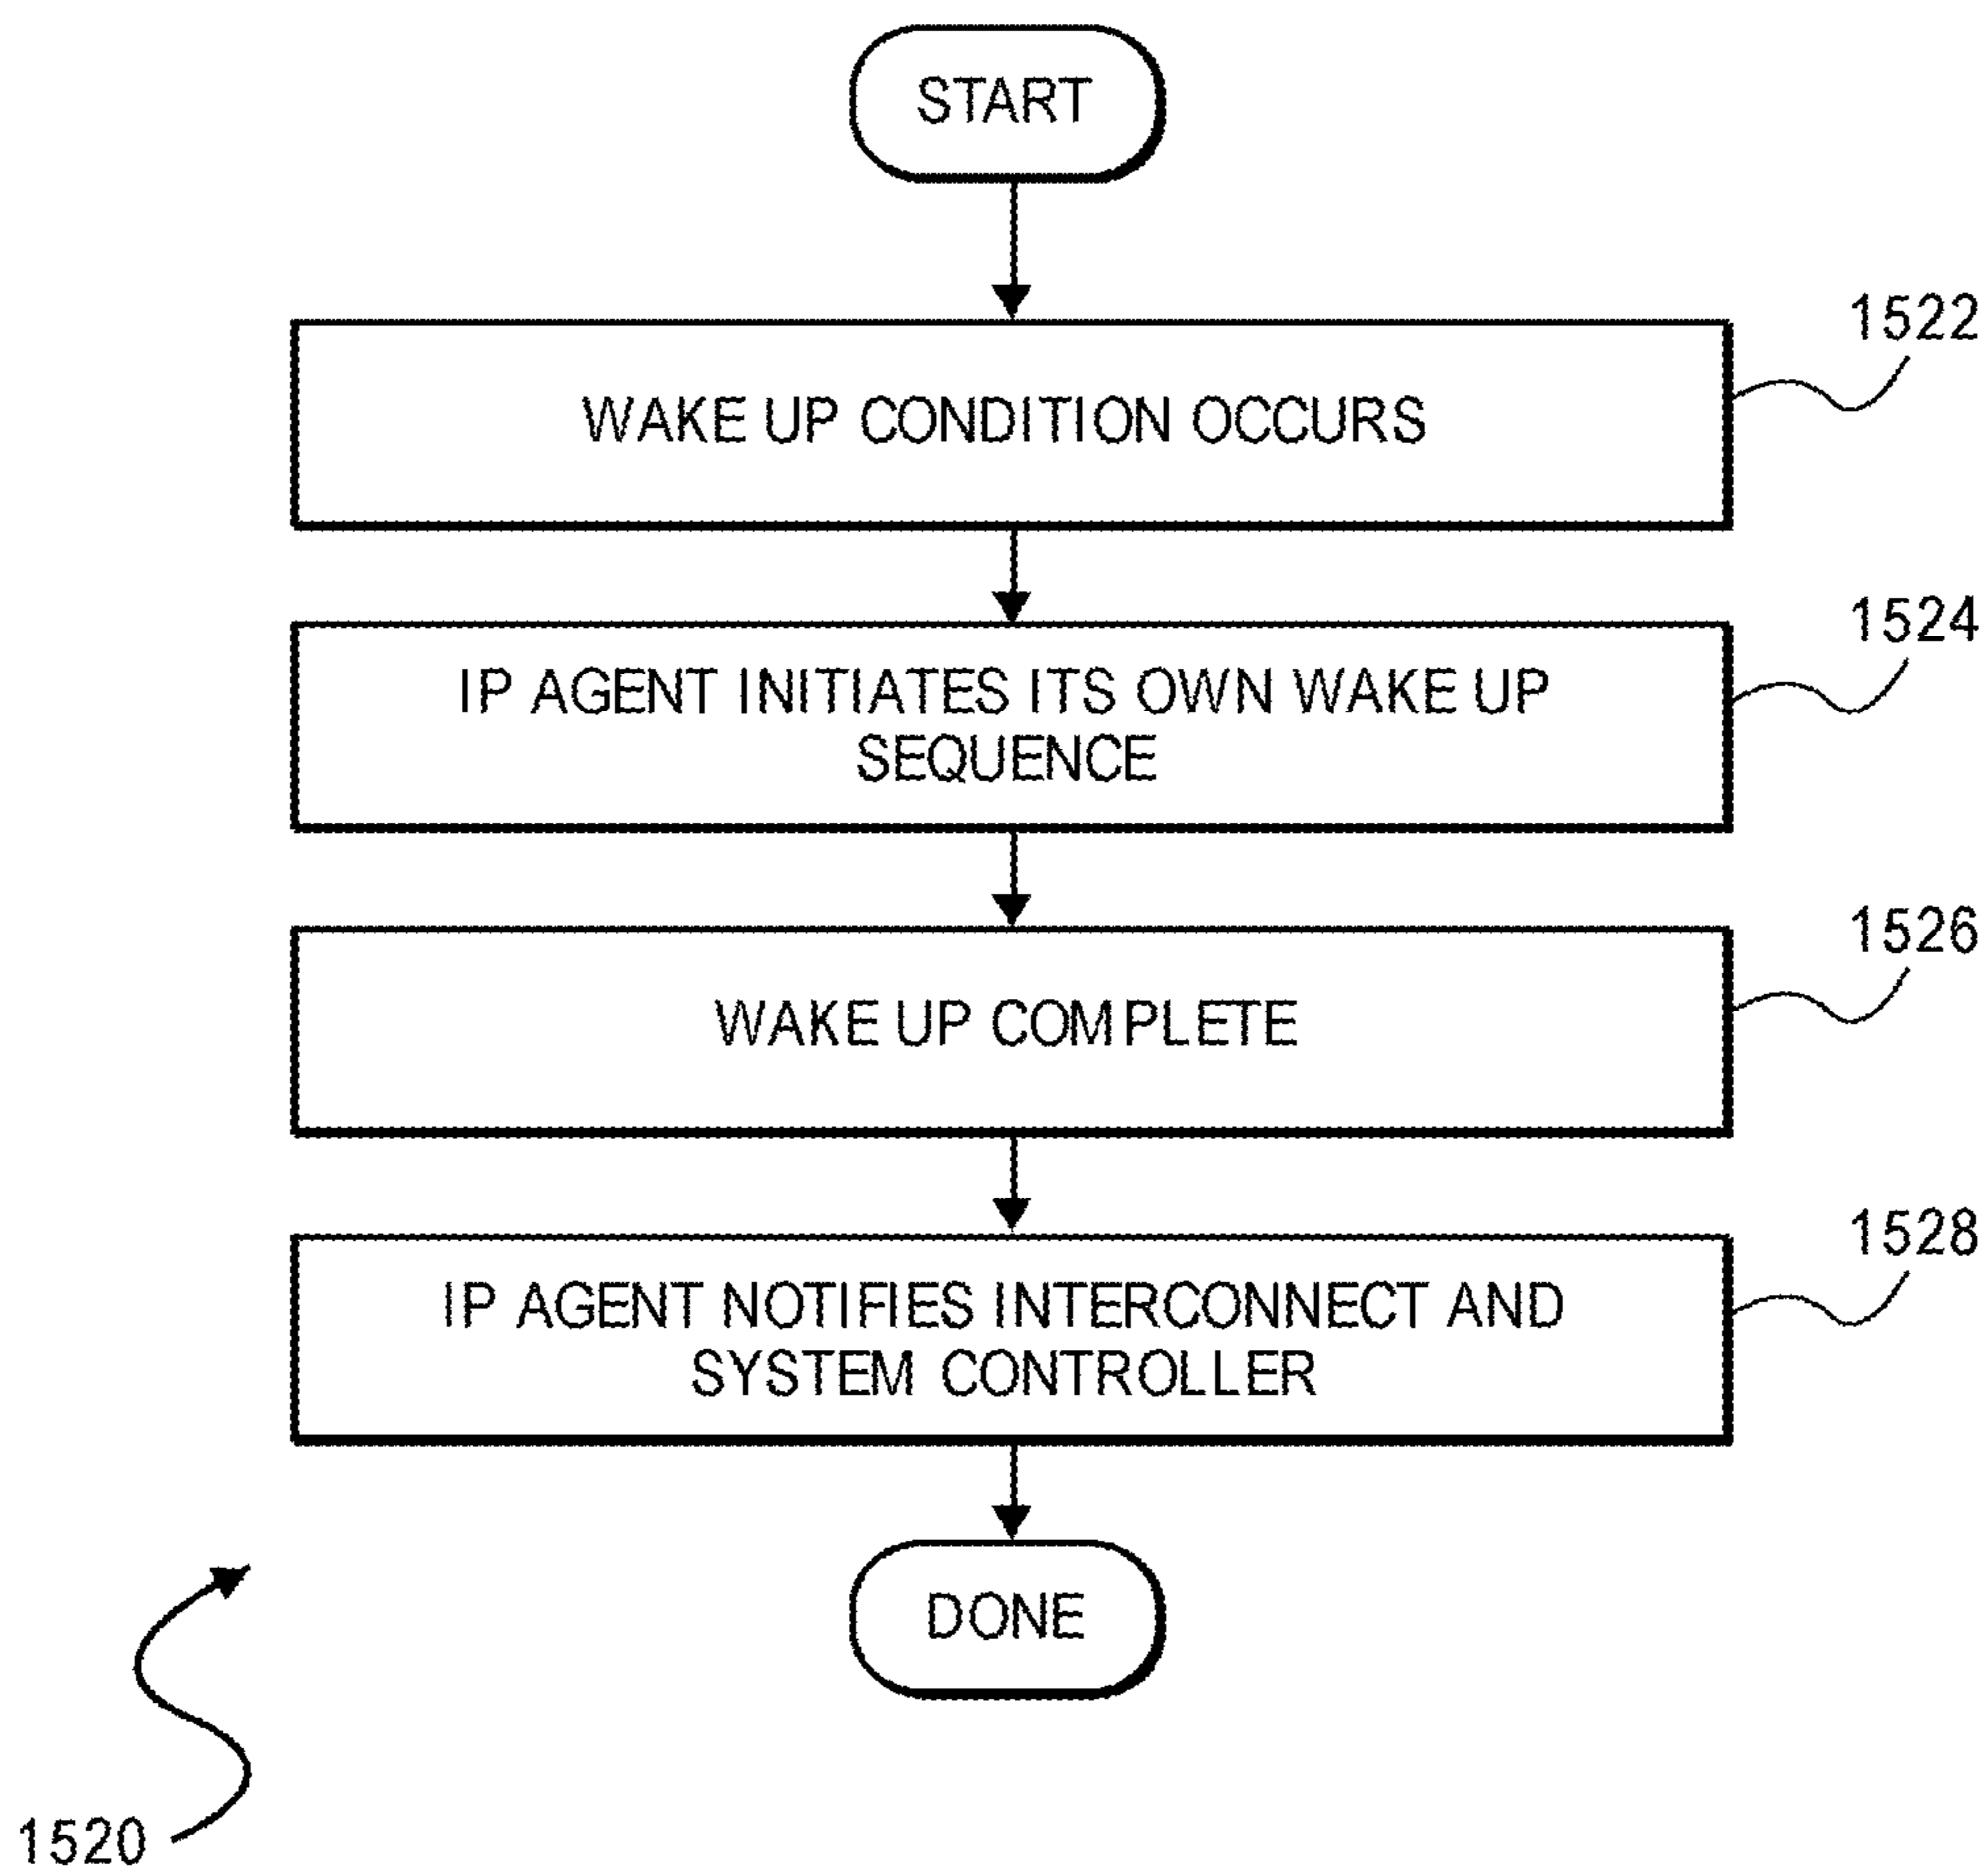 START
1522
WAKE UP CONDITION OCCURS
1524
IP AGENT INITIATES ITS OWN WAKE UP
SEQUENCE
1526
WAKE UP COMPLETE
1528
IP AGENT NOTIFIES INTERCONNECT AND
SYSTEM CONTROLLER
DONE
1520